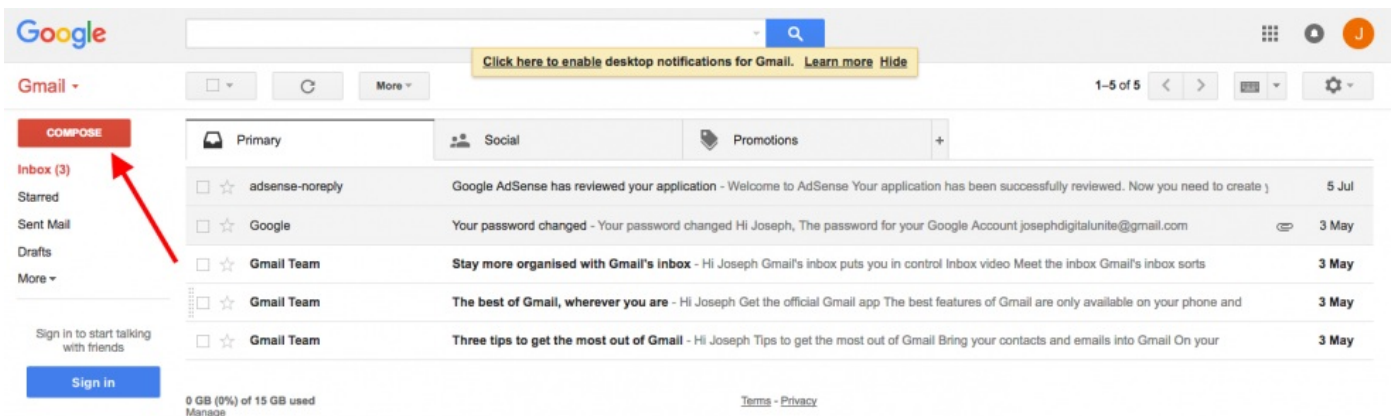 Google
Click here to enable desktop notifications for Gmail. Learn more Hide
J
Gmail
More
1–5 of 5
COMPOSE
Primary
Social
Promotions
+
Inbox (3)
Starred
Sent Mail
Drafts
More
adsense-noreply Google AdSense has reviewed your application - Welcome to AdSense Your application has been successfully reviewed. Now you need to create 5 Jul
Google Your password changed - Your password changed Hi Joseph, The password for your Google Account josephdigitalunite@gmail.com 3 May
Gmail Team Stay more organised with Gmail's inbox - Hi Joseph Gmail's inbox puts you in control Inbox video Meet the inbox Gmail's inbox sorts 3 May
Gmail Team The best of Gmail, wherever you are - Hi Joseph Get the official Gmail app The best features of Gmail are only available on your phone and 3 May
Gmail Team Three tips to get the most out of Gmail - Hi Joseph Tips to get the most out of Gmail Bring your contacts and emails into Gmail On your 3 May
Sign in to start talking
with friends
Sign in
0 GB (0%) of 15 GB used
Manage
Terms - Privacy